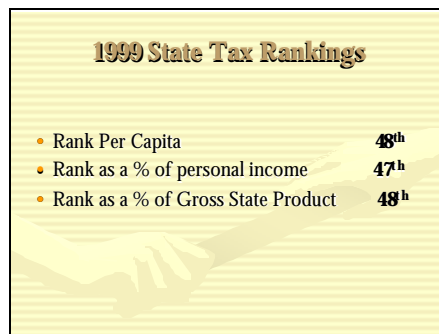 1999 State Tax Rankings
• Rank Per Capita 48th
• Rank as a % of personal income 47th
• Rank as a % of Gross State Product 48th